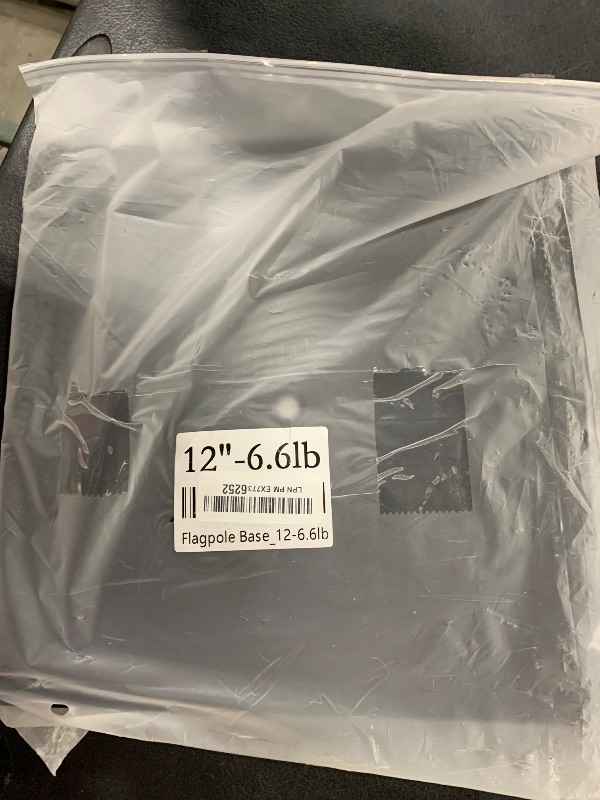 12"-6.6lb
LPN PM EX773 6252
Flagpole Base_12-6.6lb